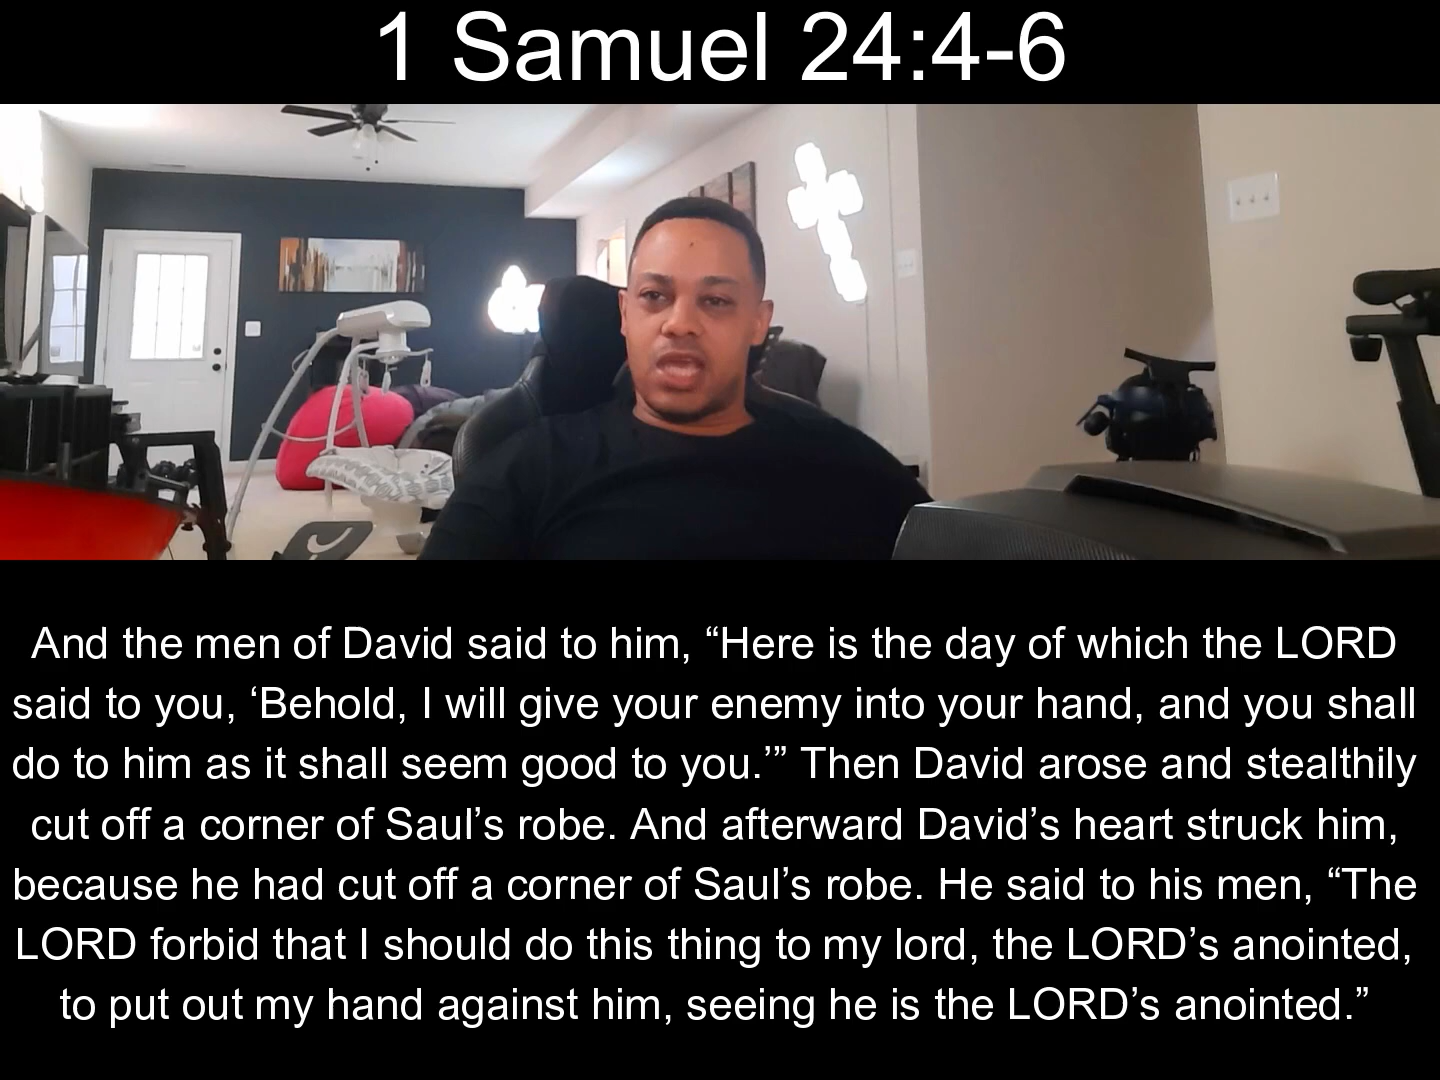 1 Samuel 24:4-6
And the men of David said to him, “Here is the day of which the LORD
said to you, ‘Behold, I will give your enemy into your hand, and you shall
do to him as it shall seem good to you.’” Then David arose and stealthily
cut off a corner of Saul’s robe. And afterward David’s heart struck him,
because he had cut off a corner of Saul’s robe. He said to his men, “The
LORD forbid that I should do this thing to my lord, the LORD’s anointed,
to put out my hand against him, seeing he is the LORD’s anointed.”